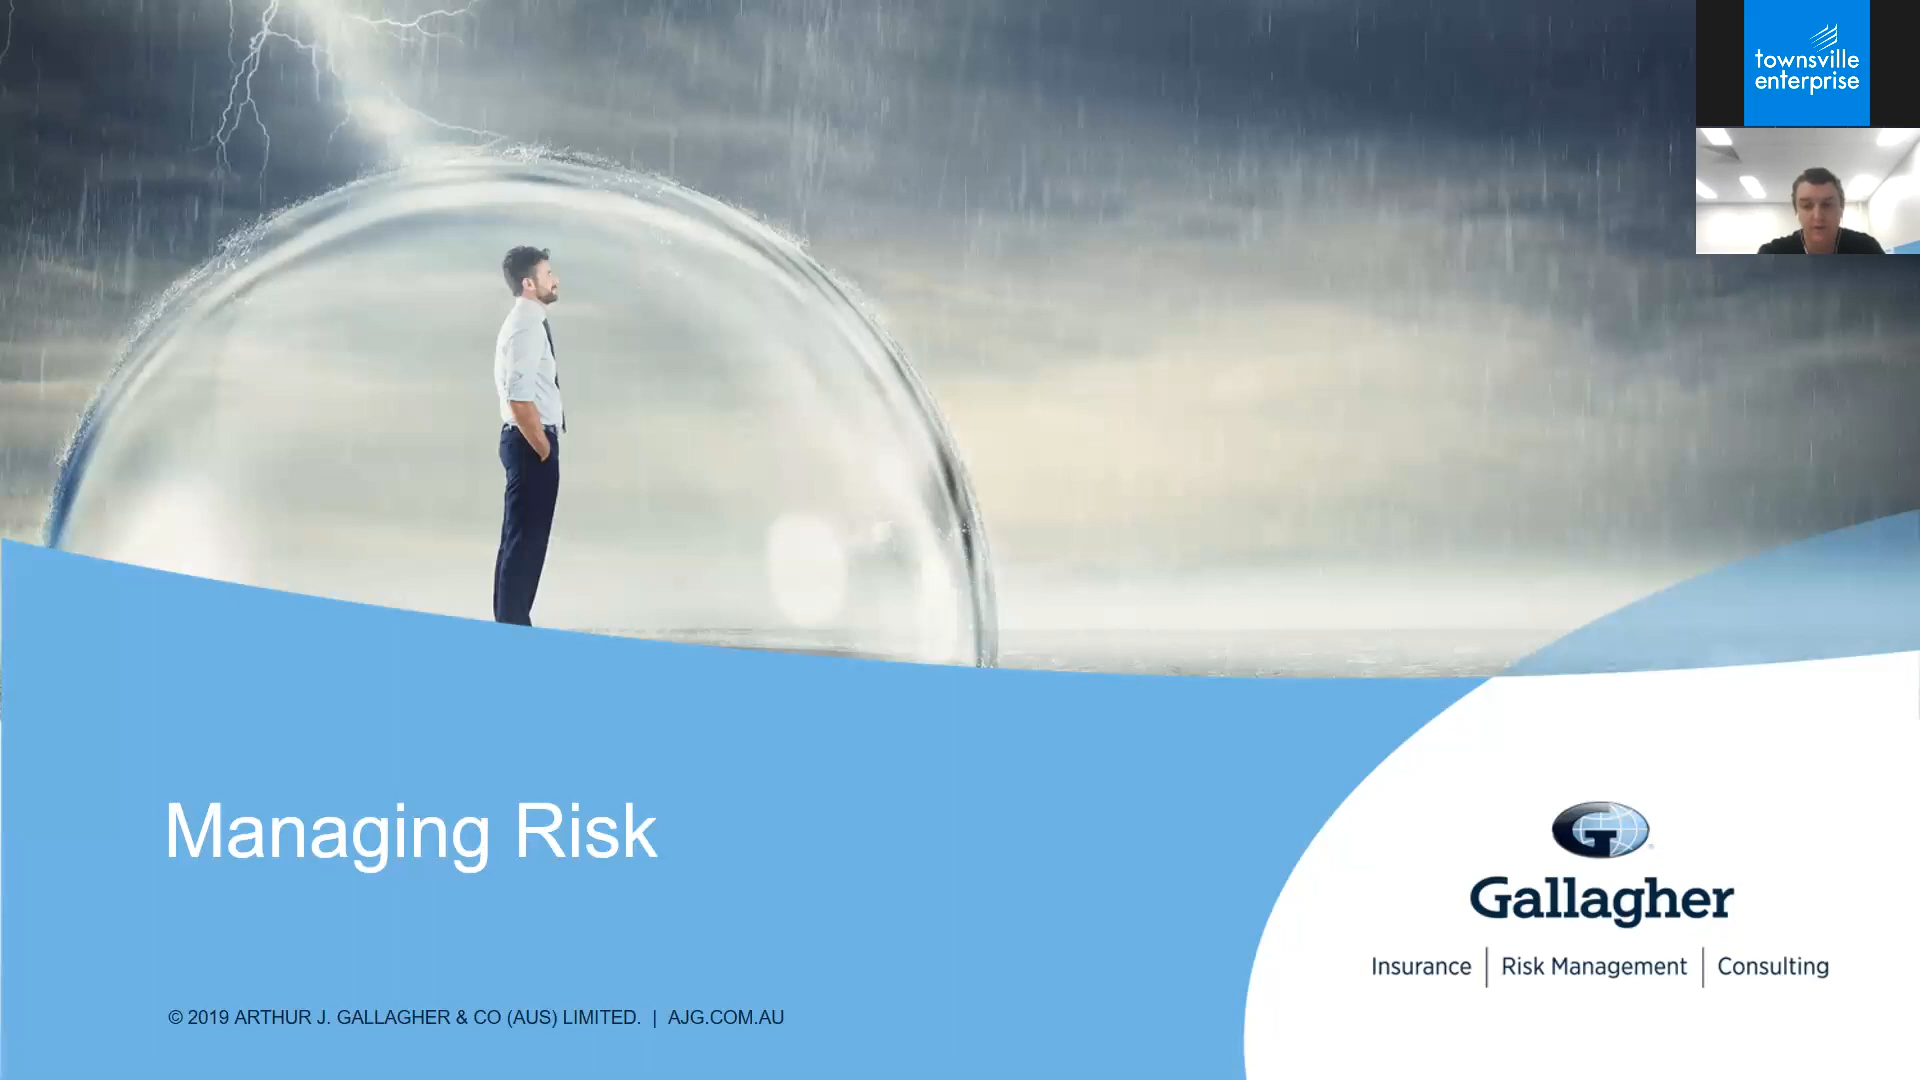 townsville
enterprise
Managing Risk
Gallagher
Insurance | Risk Management | Consulting
© 2019 ARTHUR J. GALLAGHER & CO (AUS) LIMITED. | AJG.COM.AU